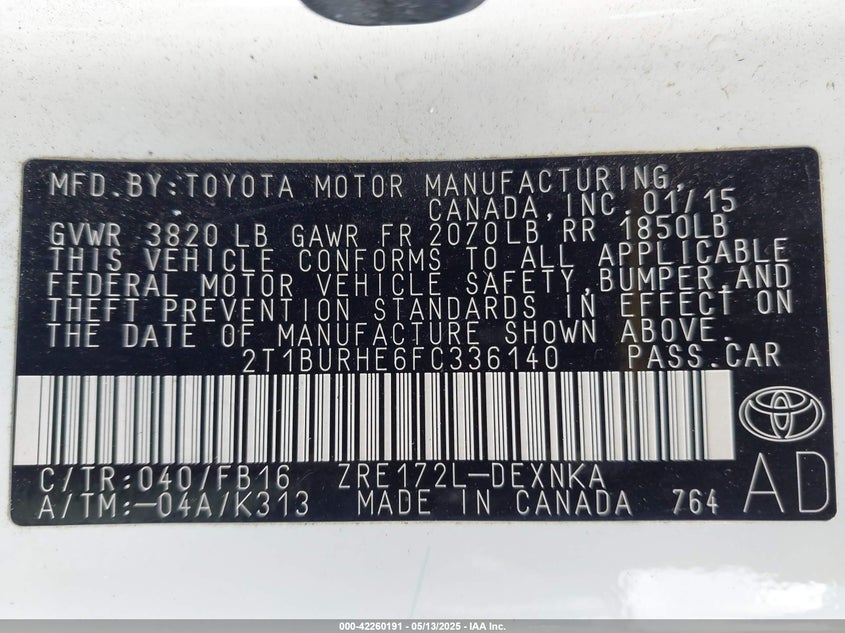 MFD.BY:TOYOTA MOTOR MANUFACTURING,
CANADA,INC.01/15
GVWR 3820 LB GAWR FR 2070LB RR 1850LB
THIS VEHICLE CONFORMS TO ALL APPLICABLE
FEDERAL MOTOR VEHICLE SAFETY,BUMPER,AND
THEFT PREVENTION STANDARDS IN EFFECT ON
THE DATE OF MANUFACTURE SHOWN ABOVE.
2T1BURHE6FC336140 PASS.CAR
C/TR:040/FB16 ZRE172L-DEXNKA
A/TM:-04A/K313 MADE IN CANADA 764
AD
000-42260191 - 05/13/2025 - IAA Inc.